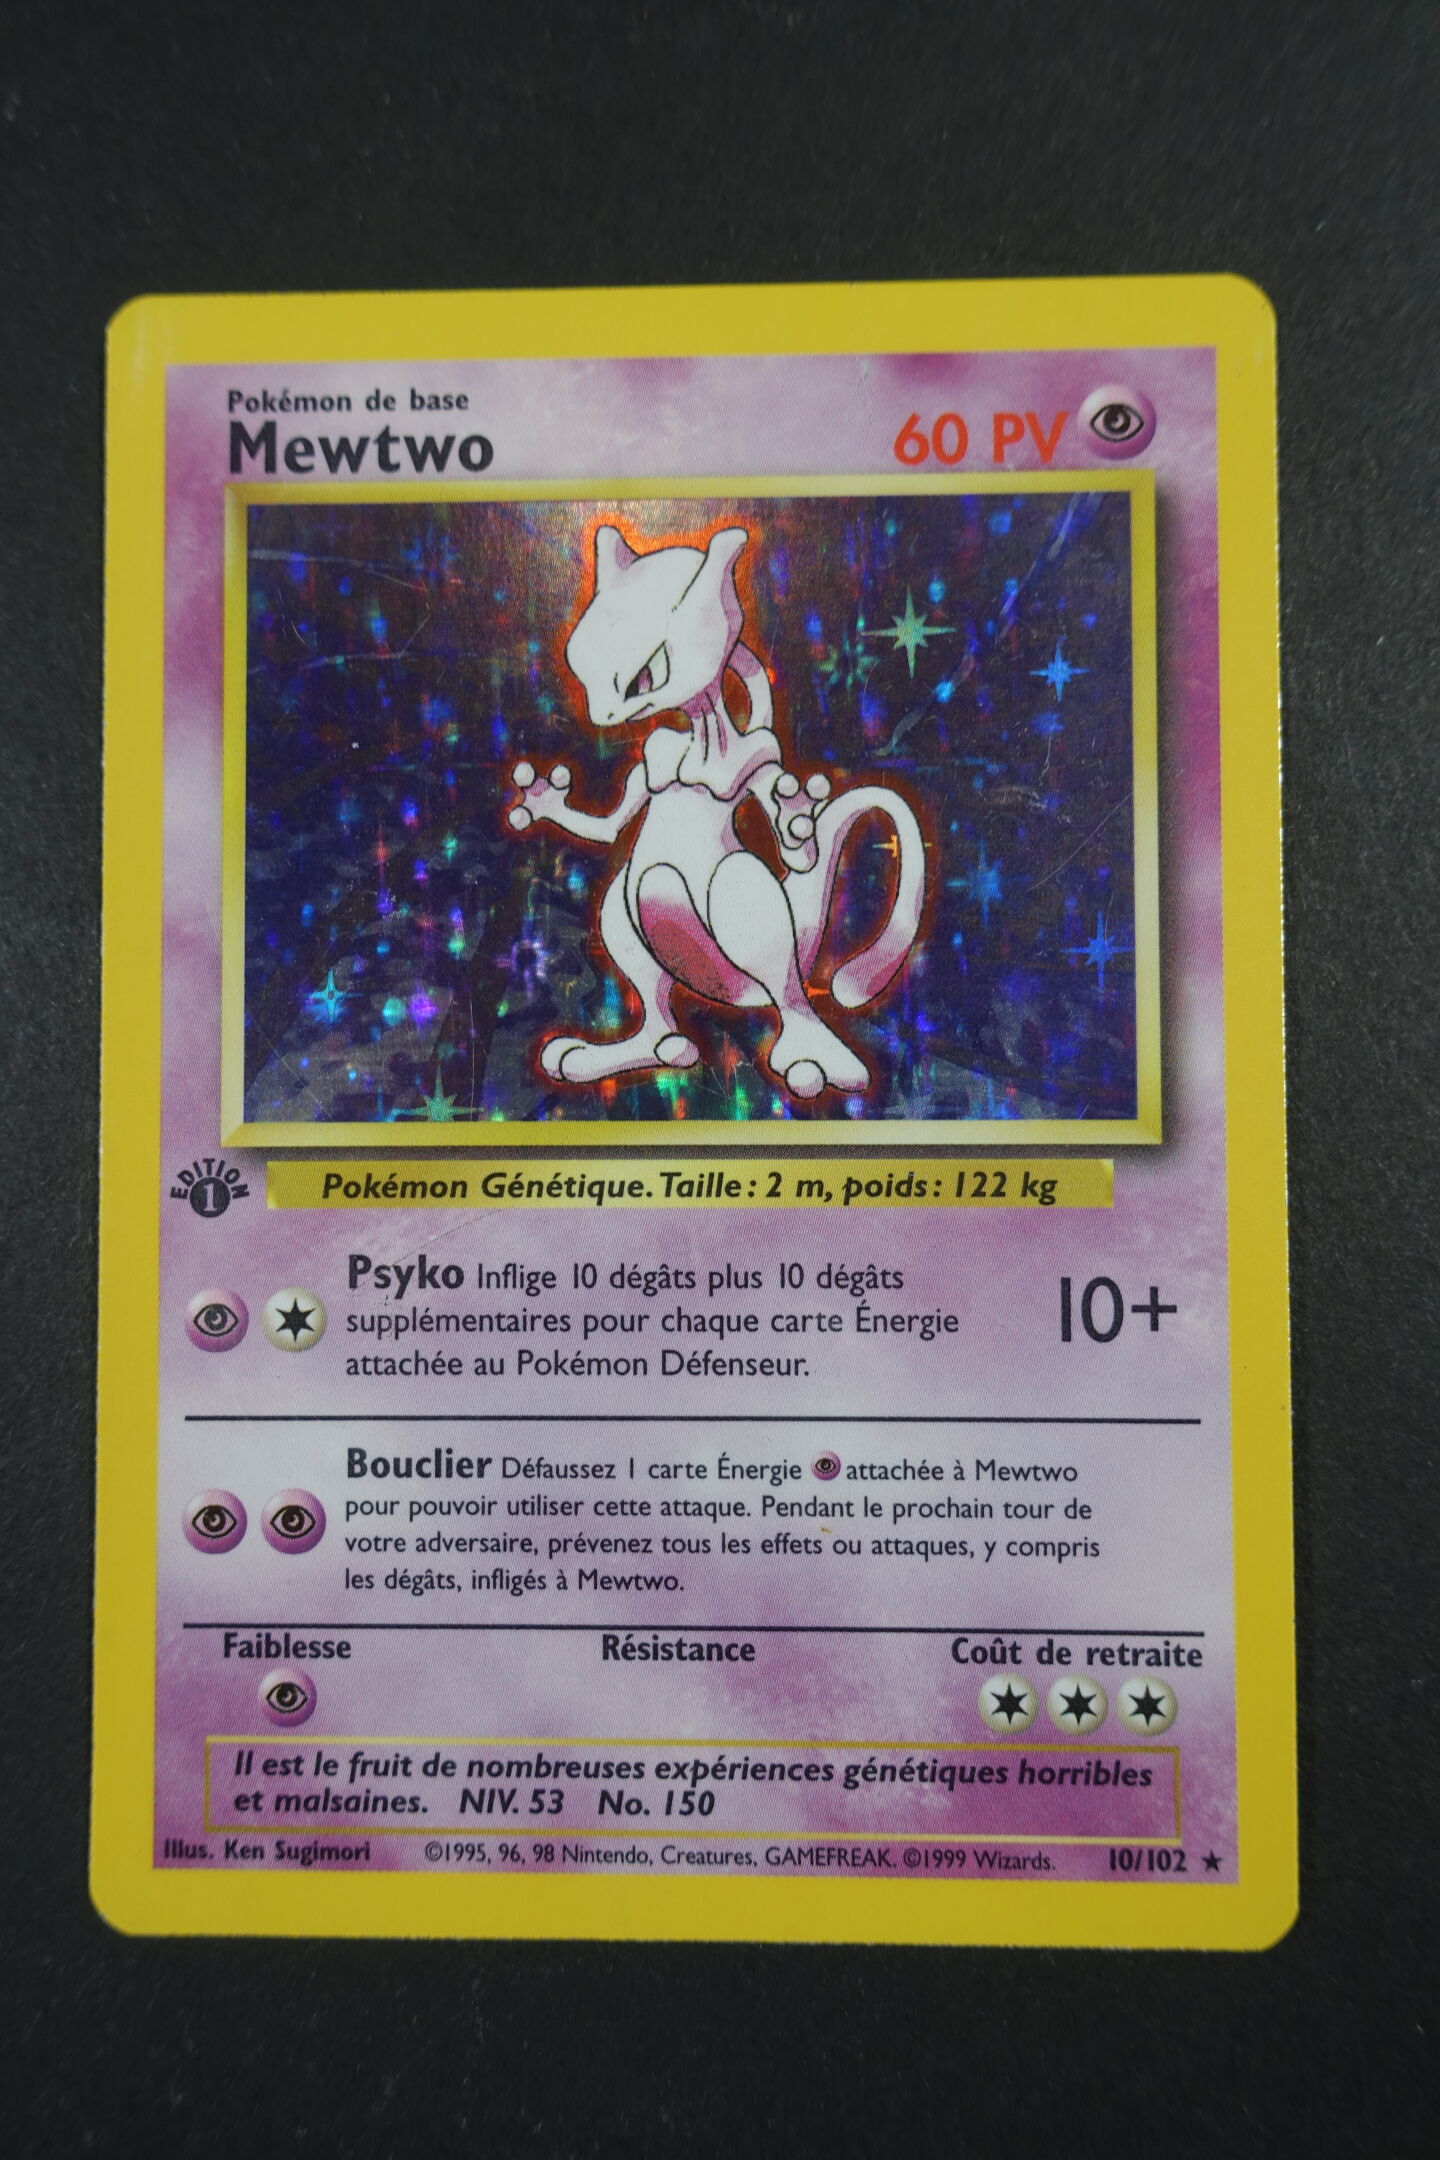 Pokémon de base
Mewtwo
60 PV
EDITION
1
Pokémon Génétique. Taille : 2 m, poids : 122 kg
Psyko Inflige 10 dégâts plus 10 dégâts
supplémentaires pour chaque carte Énergie
attachée au Pokémon Défenseur.
10+
Bouclier Défaussez 1 carte Énergie attachée à Mewtwo
pour pouvoir utiliser cette attaque. Pendant le prochain tour de
votre adversaire, prévenez tous les effets ou attaques, y compris
les dégâts, infligés à Mewtwo.
Faiblesse Résistance Coût de retraite
Il est le fruit de nombreuses expériences génétiques horribles
et malsaines. NIV. 53 No. 150
Illus. Ken Sugimori ©1995, 96, 98 Nintendo, Creatures, GAMEFREAK. ©1999 Wizards. 10/102 ★